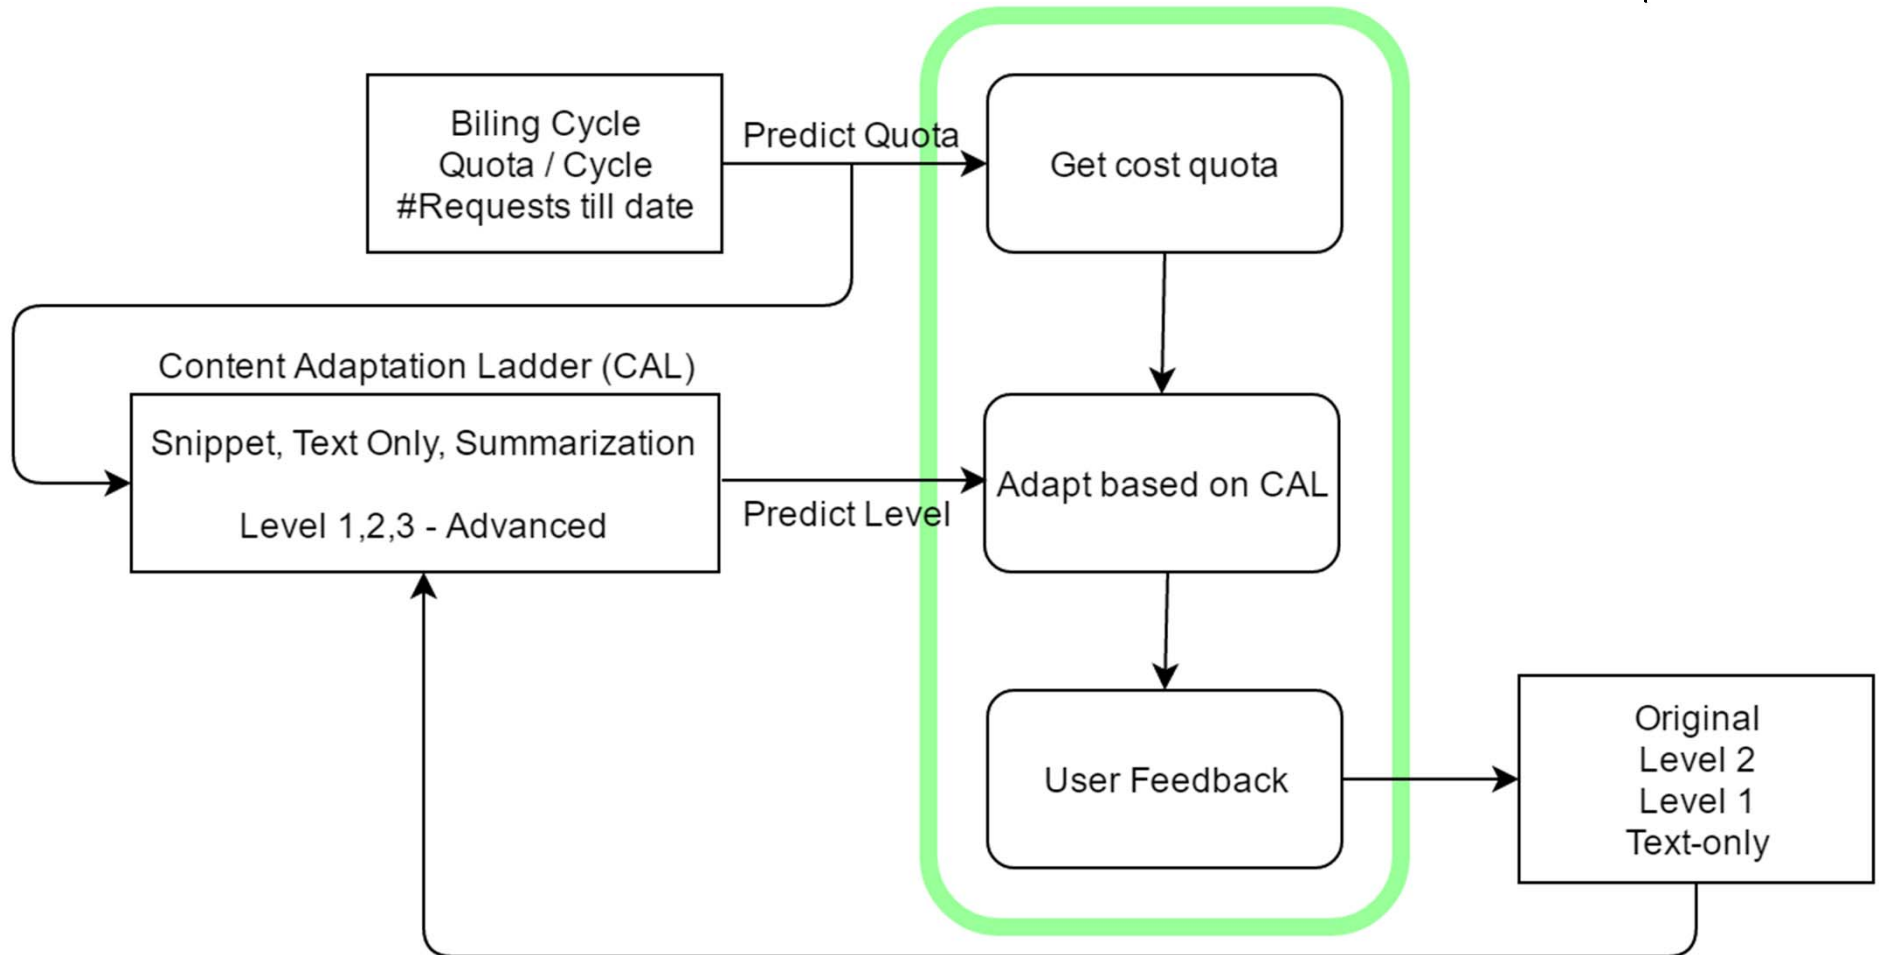 Biling Cycle
Quota / Cycle
#Requests till date
Predict Quota
Get cost quota
Content Adaptation Ladder (CAL)
Snippet, Text Only, Summarization
Level 1,2,3 - Advanced
Predict Level
Adapt based on CAL
User Feedback
Original
Level 2
Level 1
Text-only